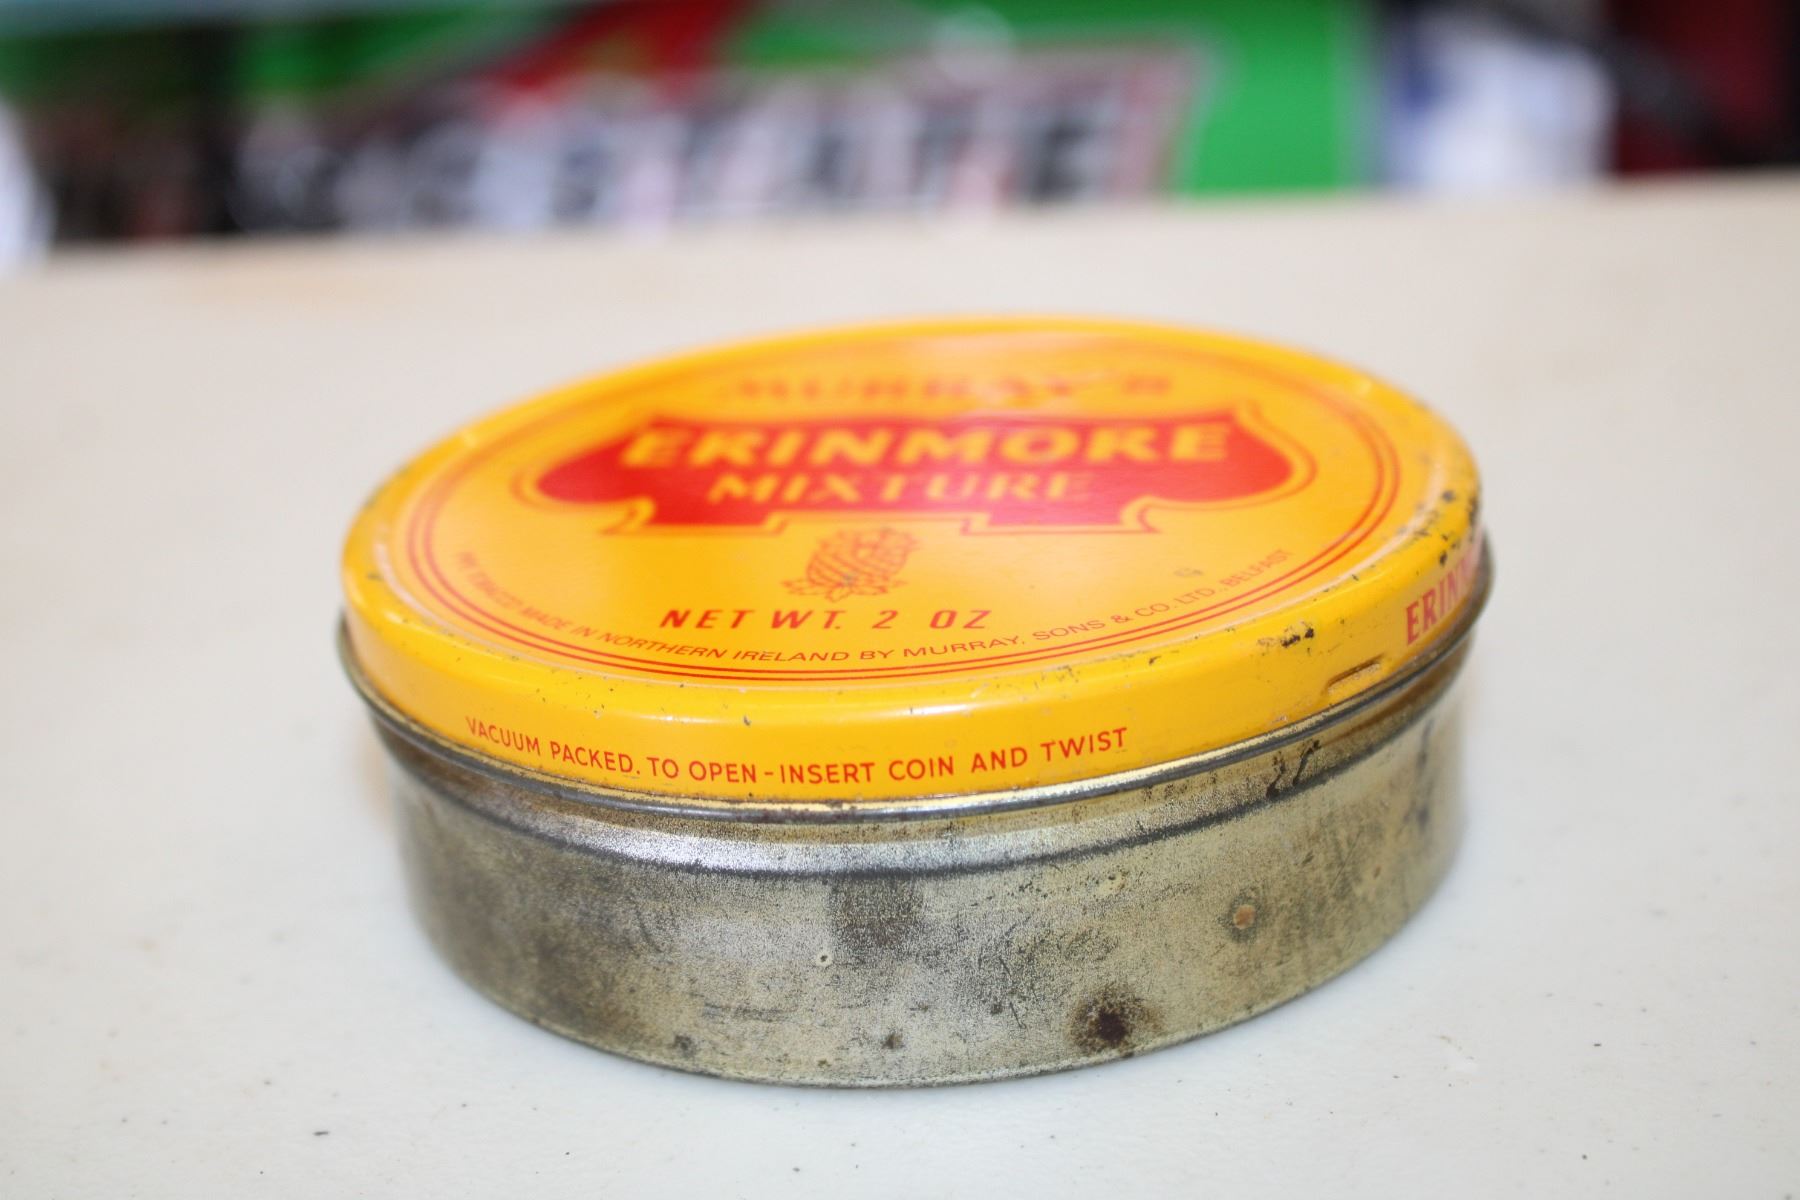 MURRAY'S
ERINMORE
MIXTURE
NET WT. 2 OZ
MADE IN NORTHERN IRELAND BY MURRAY, SONS & CO. LTD., BELFAST
VACUUM PACKED. TO OPEN - INSERT COIN AND TWIST